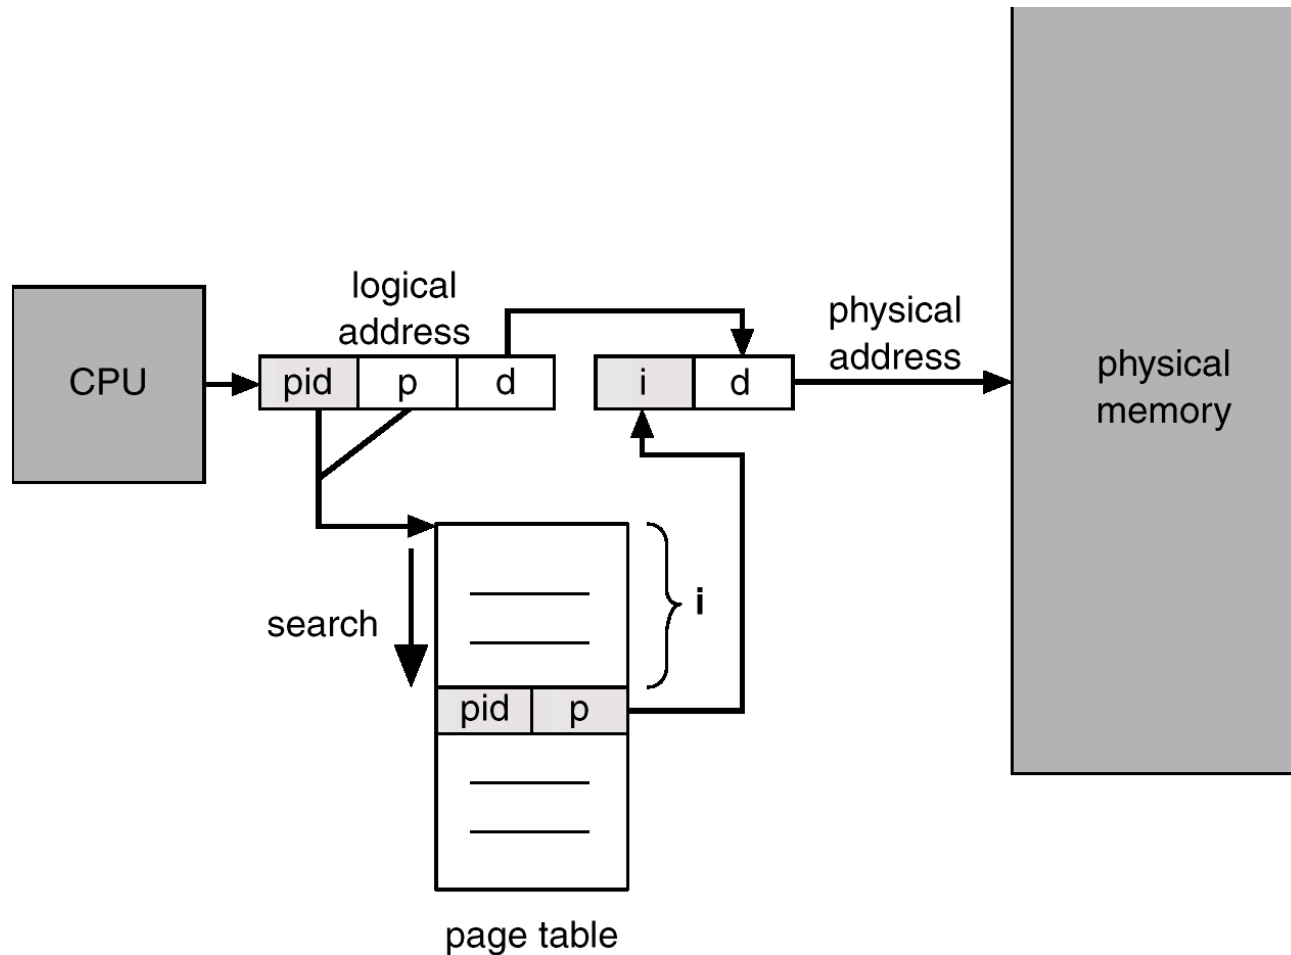 logical
address
physical
address
CPU
pid
p
d
i
d
physical
memory
search
i
pid
p
page table